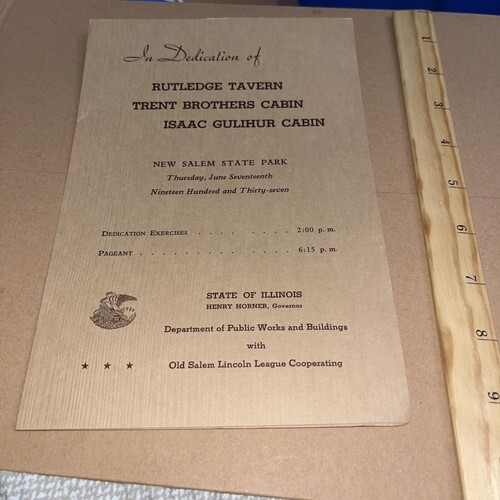 In Dedication of
RUTLEDGE TAVERN
TRENT BROTHERS CABIN
ISAAC GULIHUR CABIN
NEW SALEM STATE PARK
Thursday, June Seventeenth
Nineteen Hundred and Thirty-seven
DEDICATION EXERCISES . . . . . . . . . 2:00 p. m.
PAGEANT . . . . . . . . . . . . . . 6:15 p. m.
STATE OF ILLINOIS
HENRY HORNER, Governor
Department of Public Works and Buildings
with
★ ★ ★ Old Salem Lincoln League Cooperating
1
2
3
4
5
6
7
8
9